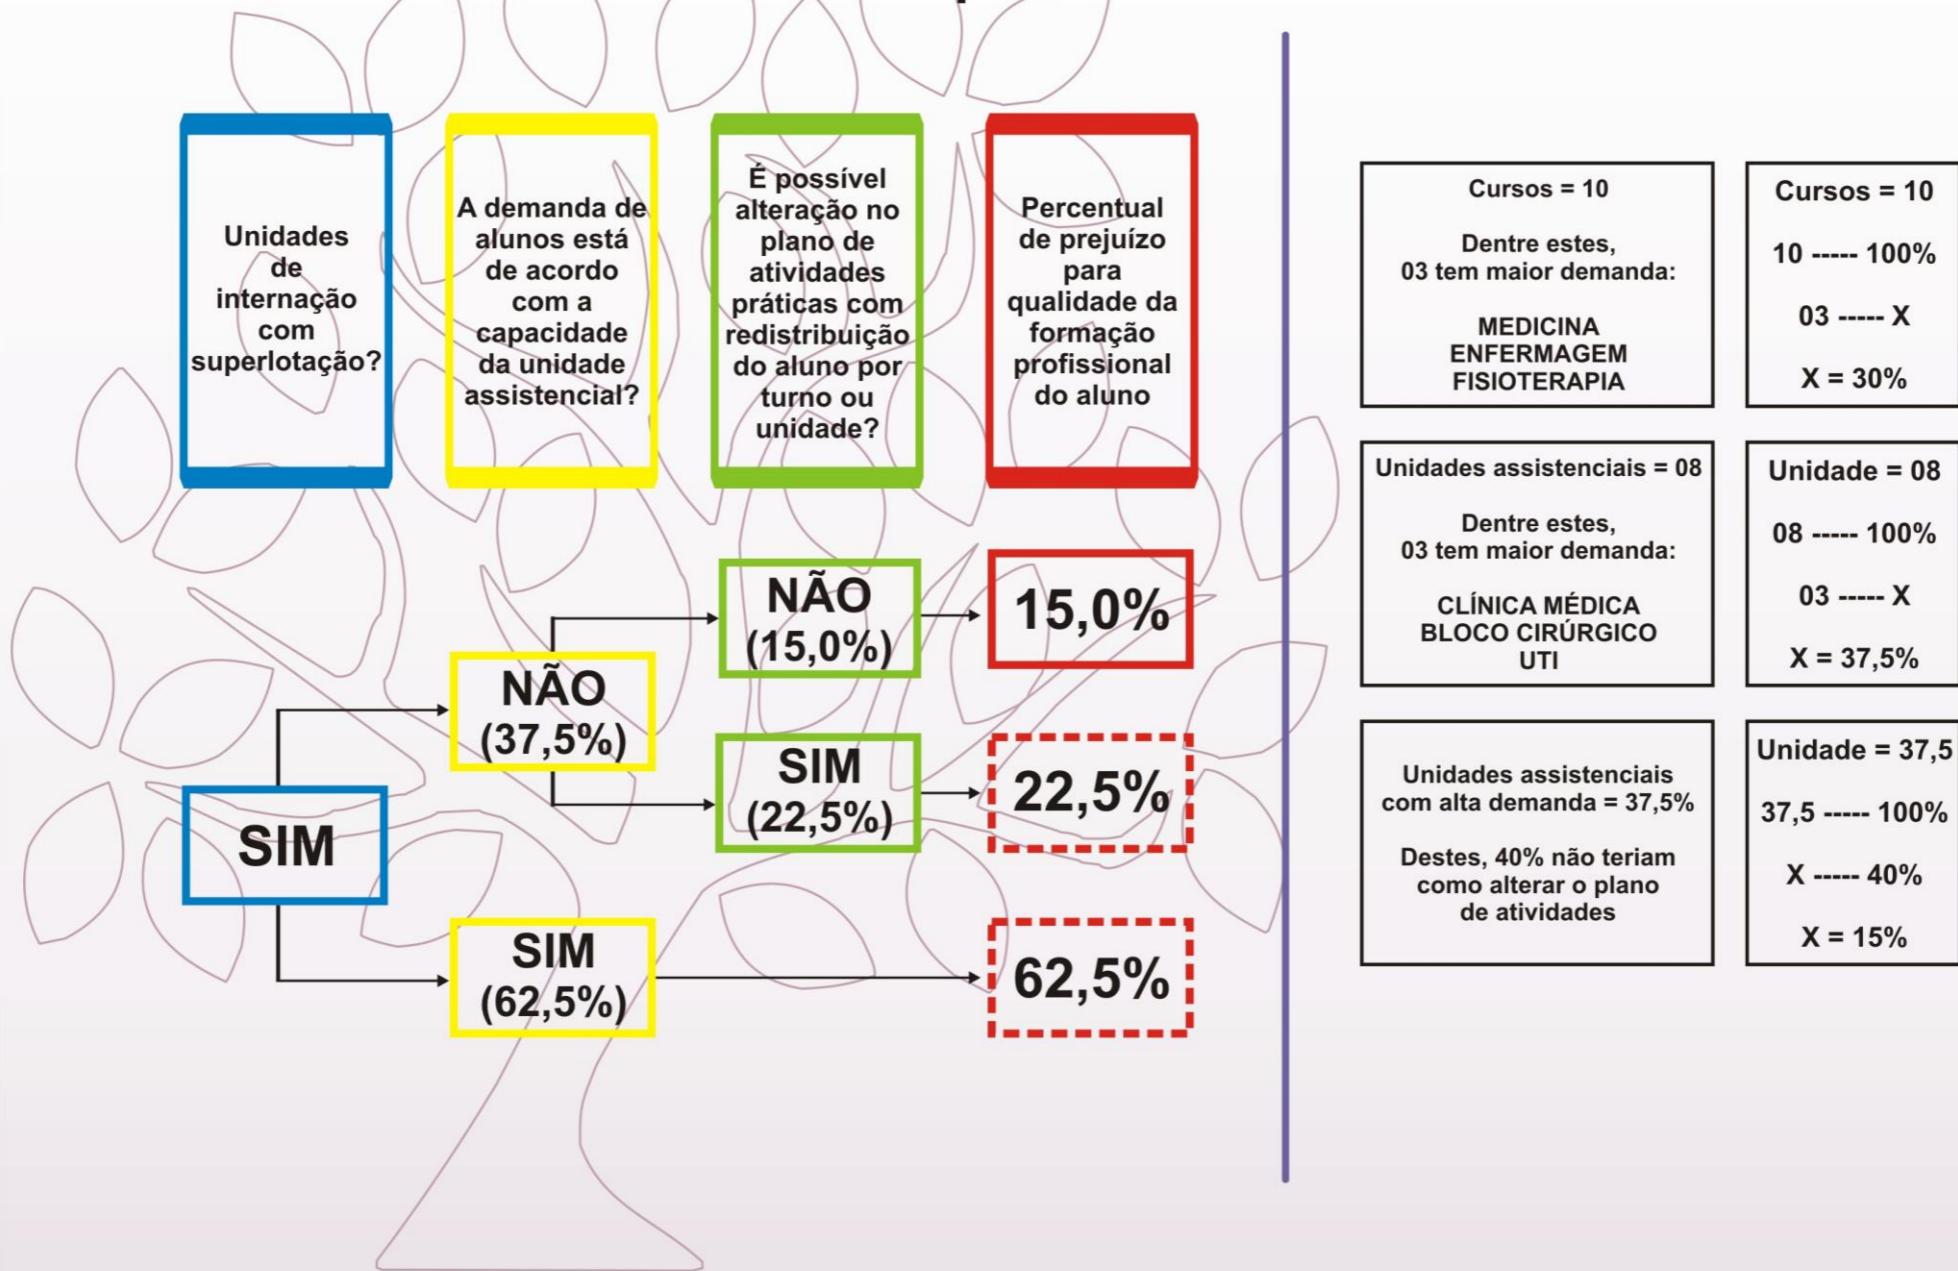 Unidades
de
internação
com
superlotação?
A demanda de
alunos está
de acordo
com a
capacidade
da unidade
assistencial?
É possível
alteração no
plano de
atividades
práticas com
redistribuição
do aluno por
turno ou
unidade?
Percentual
de prejuízo
para
qualidade da
formação
profissional
do aluno
SIM
NÃO
(37,5%)
SIM
(62,5%)
NÃO
(15,0%)
SIM
(22,5%)
15,0%
22,5%
62,5%
Cursos = 10
Dentre estes,
03 tem maior demanda:
MEDICINA
ENFERMAGEM
FISIOTERAPIA
Cursos = 10
10 ----- 100%
03 ----- X
X = 30%
Unidades assistenciais = 08
Dentre estes,
03 tem maior demanda:
CLÍNICA MÉDICA
BLOCO CIRÚRGICO
UTI
Unidade = 08
08 ----- 100%
03 ----- X
X = 37,5%
Unidades assistenciais
com alta demanda = 37,5%
Destes, 40% não teriam
como alterar o plano
de atividades
Unidade = 37,5
37,5 ----- 100%
X ----- 40%
X = 15%